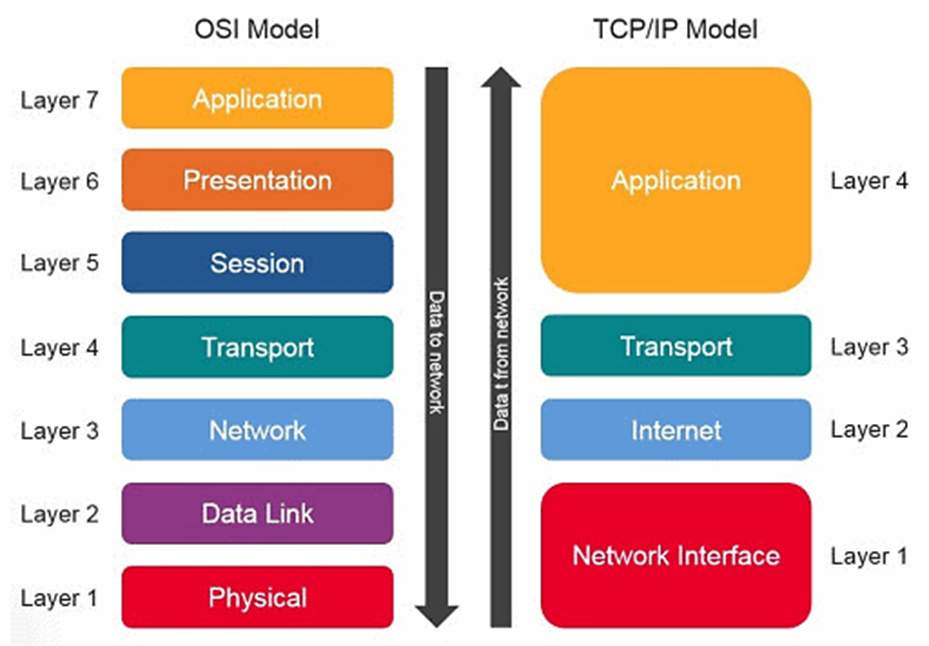 OSI Model
TCP/IP Model
Layer 7
Application
Layer 6
Presentation
Application
Layer 4
Layer 5
Session
Data to network
Data t from network
Layer 4
Transport
Transport
Layer 3
Layer 3
Network
Internet
Layer 2
Layer 2
Data Link
Network Interface
Layer 1
Layer 1
Physical